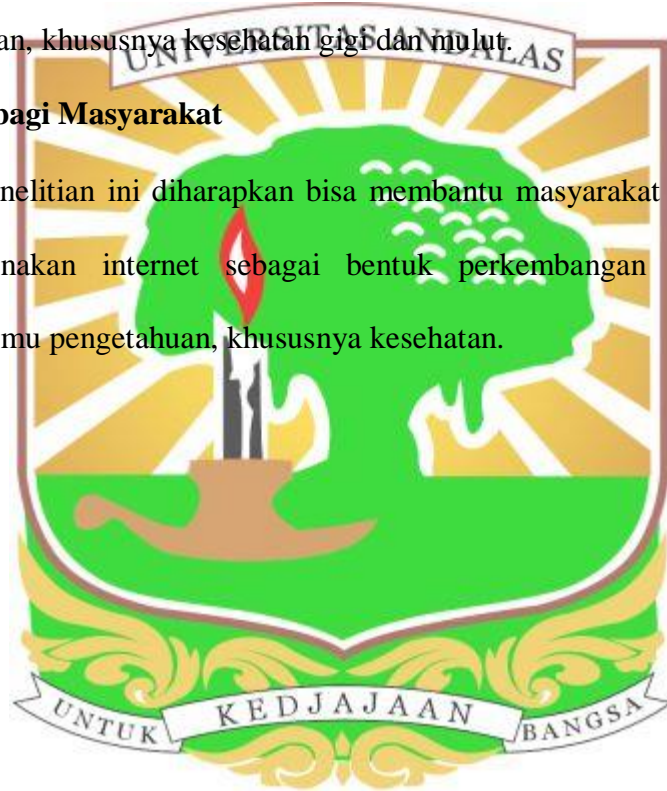 an, khususnya kesehatan gigi dan mulut.
UNIVERSITAS ANDALAS
bagi Masyarakat
nelitian ini diharapkan bisa membantu masyarakat
nakan internet sebagai bentuk perkembangan
mu pengetahuan, khususnya kesehatan.
UNTUK KEDJAJAAN BANGSA